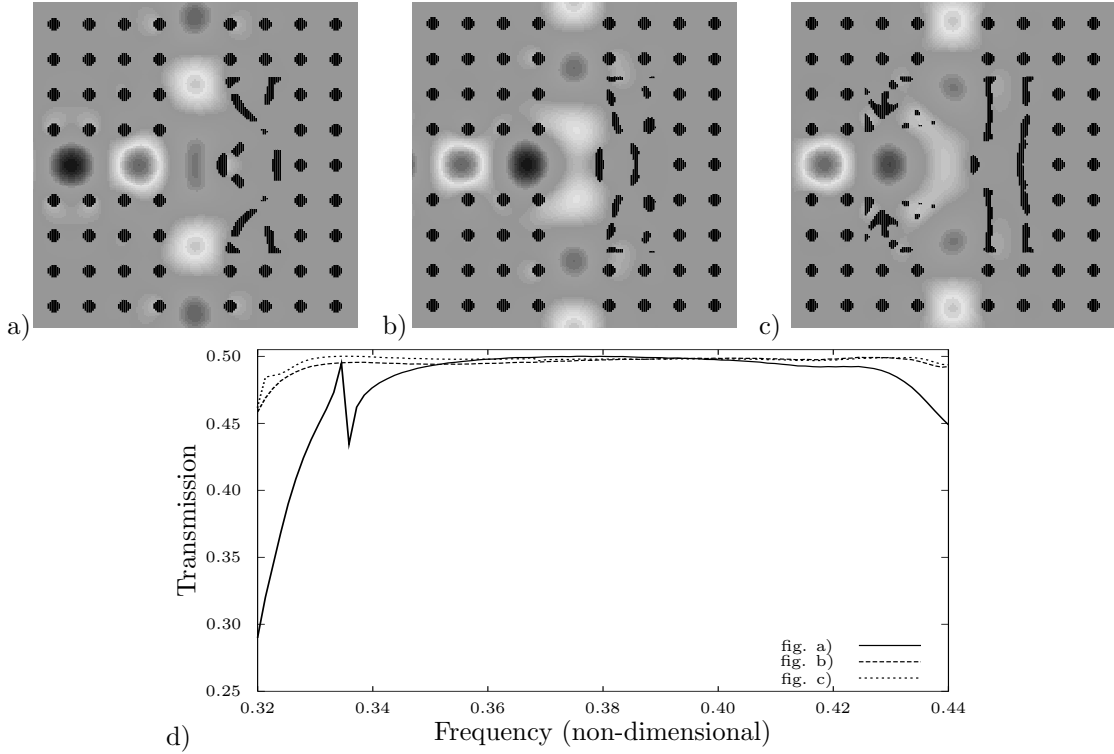 a)
b)
c)
0.50
0.45
0.40
0.35
0.30
0.25
Transmission
fig. a)
fig. b)
fig. c)
0.32
0.34
0.36
0.38
0.40
0.42
0.44
Frequency (non-dimensional)
d)